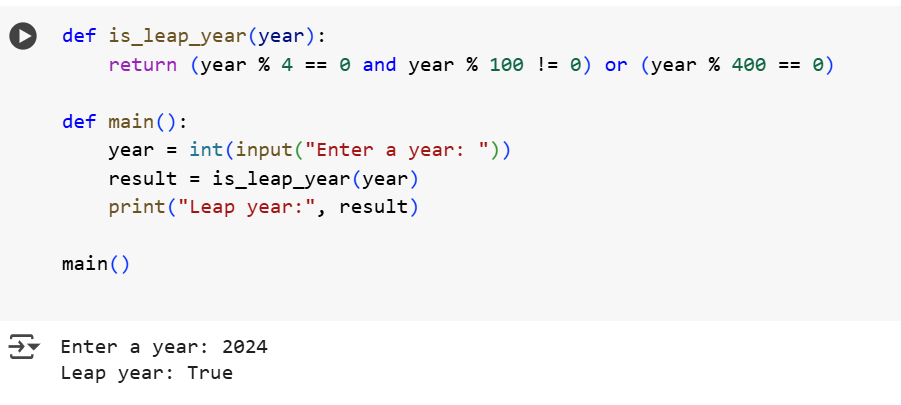 def is_leap_year(year):
    return (year % 4 == 0 and year % 100 != 0) or (year % 400 == 0)
def main():
    year = int(input("Enter a year: "))
    result = is_leap_year(year)
    print("Leap year:", result)
main()
Enter a year: 2024
Leap year: True